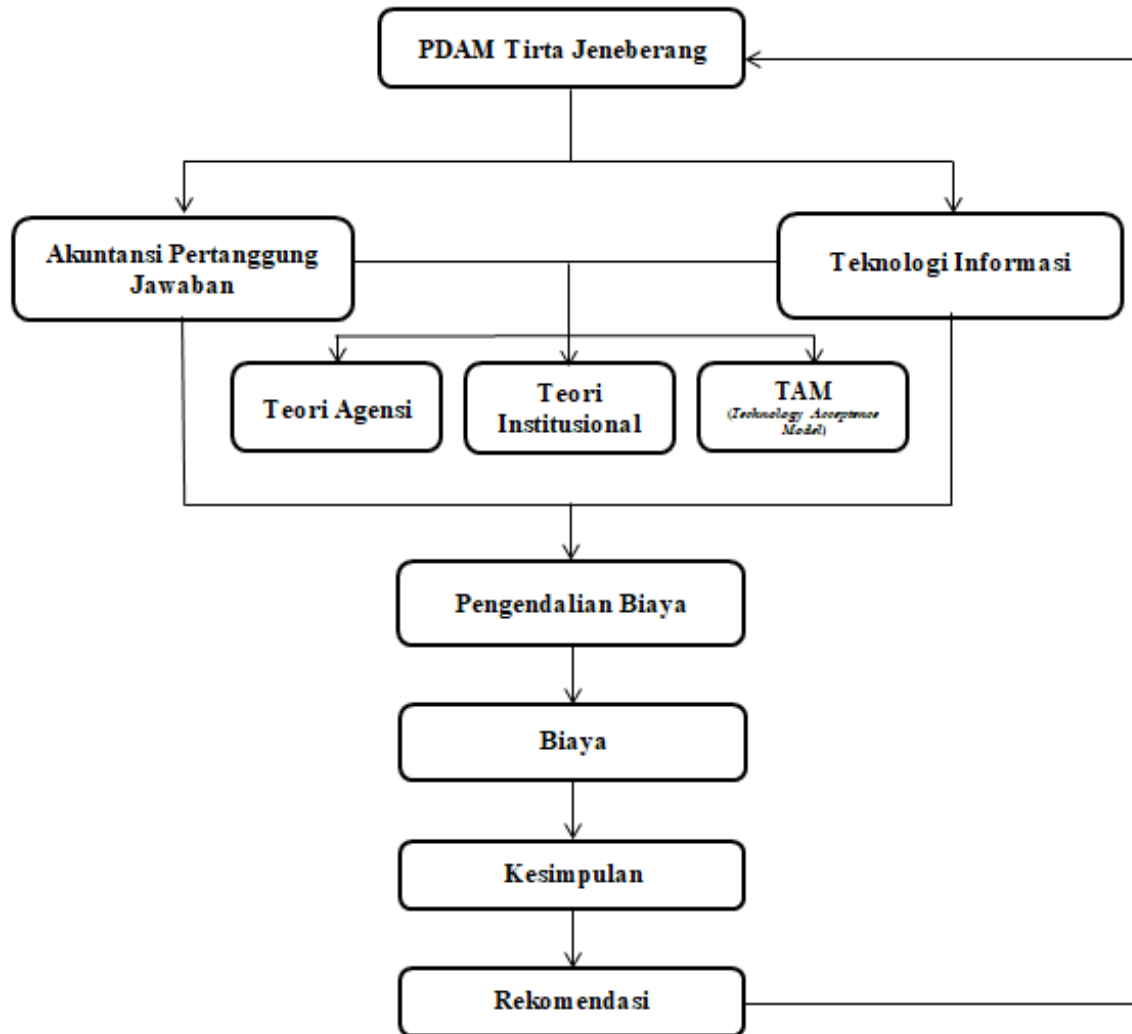 PDAM Tirta Jeneberang
Akuntansi Pertanggung
Jawaban
Teknologi Informasi
Teori Agensi
Teori
Institusional
TAM
(Technology Acceptence
Model)
Pengendalian Biaya
Biaya
Kesimpulan
Rekomendasi